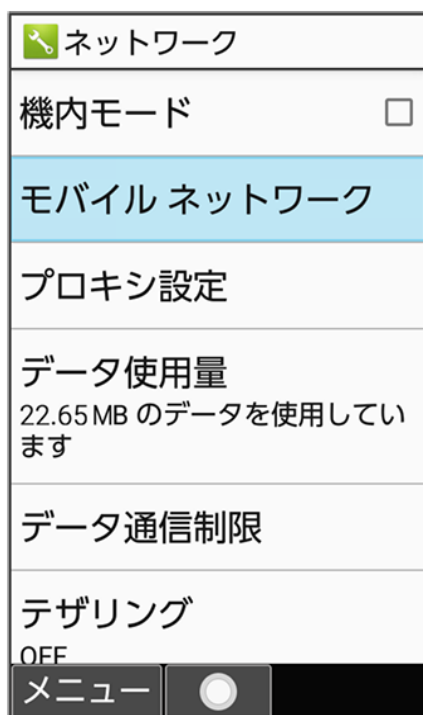 ネットワーク
機内モード
モバイル ネットワーク
プロキシ設定
データ使用量
22.65 MB のデータを使用してい
ます
データ通信制限
テザリング
OFF
メニュー